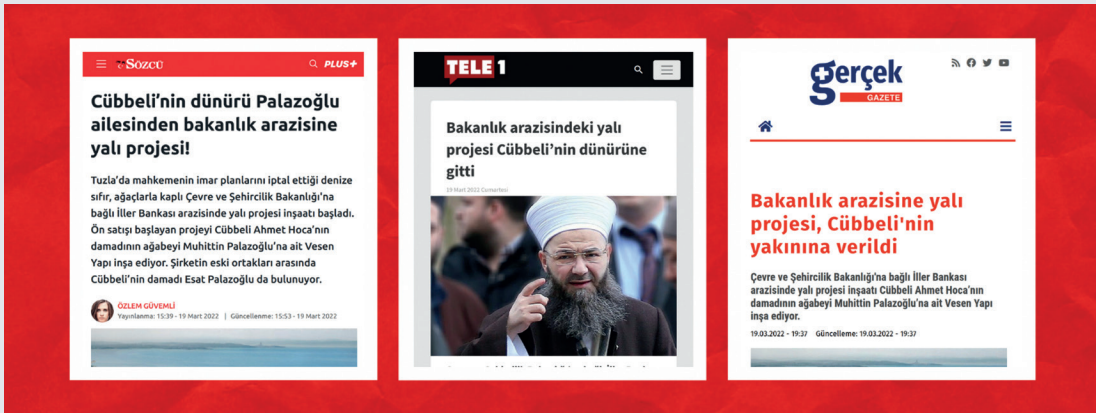 SÖZCÜ
PLUS+
Cübbeli’nin dünürü Palazoğlu
ailesinden bakanlık arazisine
yalı projesi!
Tuzla’da mahkemenin imar planlarını iptal ettiği denize
sıfır, ağaçlarla kaplı Çevre ve Şehircilik Bakanlığı'na
bağlı İller Bankası arazisinde yalı projesi inşaatı başladı.
Ön satışı başlayan projeyi Cübbeli Ahmet Hoca’nın
damadının ağabeyi Muhittin Palazoğlu’na ait Vesen
Yapı inşa ediyor. Şirketin eski ortakları arasında
Cübbeli’nin damadı Esat Palazoğlu da bulunuyor.
ÖZLEM GÜVEMLİ
Yayınlanma: 15:39 - 19 Mart 2022 | Güncellenme: 15:53 - 19 Mart 2022
TELE 1
Bakanlık arazisindeki yalı
projesi Cübbeli’nin dünürüne
gitti
19 Mart 2022 Cumartesi
gerçek
GAZETE
Bakanlık arazisine yalı
projesi, Cübbeli'nin
yakınına verildi
Çevre ve Şehircilik Bakanlığı'na bağlı İller Bankası
arazisinde yalı projesi inşaatı Cübbeli Ahmet Hoca’nın
damadının ağabeyi Muhittin Palazoğlu’na ait Vesen Yapı
inşa ediyor.
19.03.2022 - 19:37 Güncelleme: 19.03.2022 - 19:37